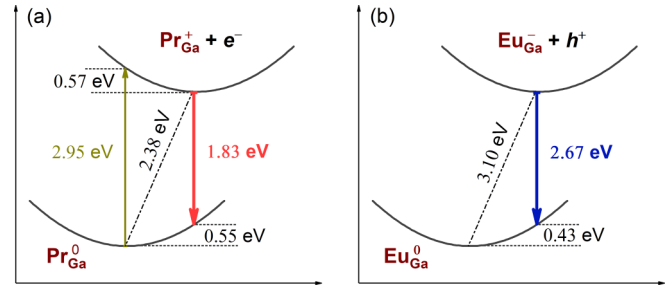 (a)
Pr⁺Ga + e⁻
0.57 eV
2.95 eV
2.38 eV
1.83 eV
0.55 eV
Pr⁰Ga
(b)
Eu⁻Ga + h⁺
3.10 eV
2.67 eV
0.43 eV
Eu⁰Ga